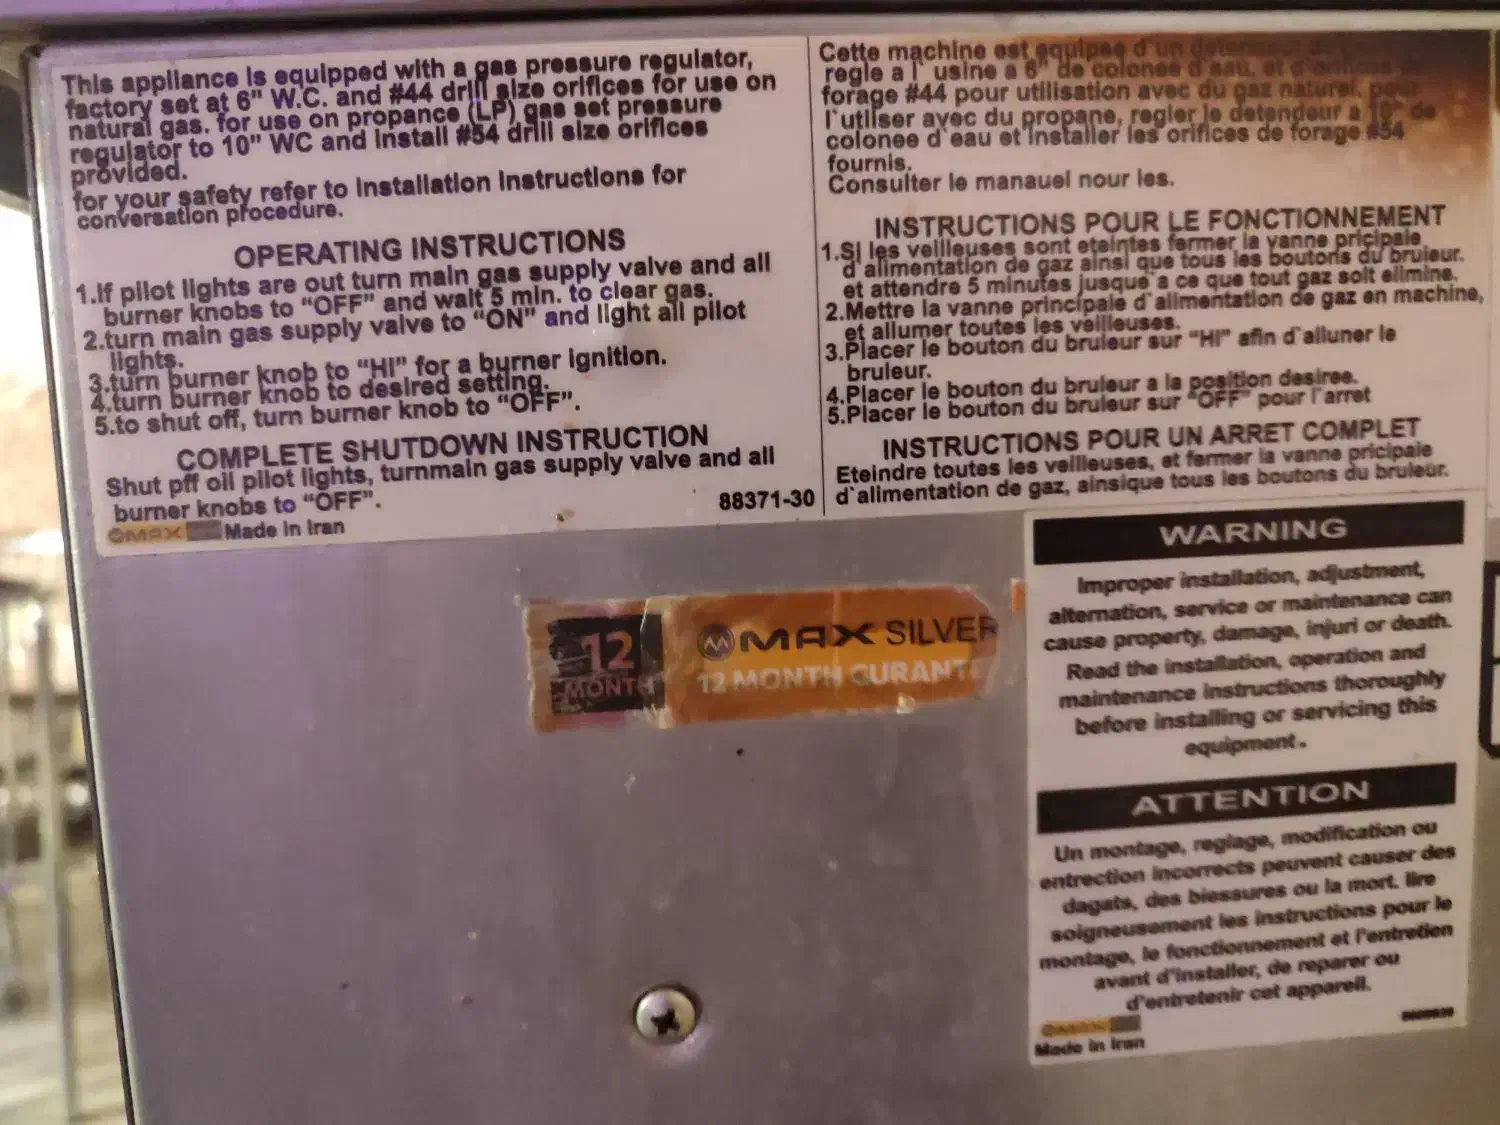 This appliance is equipped with a gas pressure regulator,
factory set at 6" W.C. and #44 drill size orifices for use on
natural gas. for use on propance (LP) gas set pressure
regulator to 10" WC and install #54 drill size orifices
provided.
for your safety refer to installation instructions for
conversation procedure.
OPERATING INSTRUCTIONS
1.If pilot lights are out turn main gas supply valve and all
burner knobs to “OFF” and wait 5 min. to clear gas.
2.turn main gas supply valve to “ON” and light all pilot
lights.
3.turn burner knob to “HI” for a burner ignition.
4.turn burner knob to desired setting.
5.to shut off, turn burner knob to “OFF”.
COMPLETE SHUTDOWN INSTRUCTION
Shut pff oil pilot lights, turnmain gas supply valve and all
burner knobs to “OFF”.
88371-30
MAX Made in Iran
Cette machine est equipee d'un
regle a l' usine a 6" de colonee d'eau, et
forage #44 pour utilisation avec du gaz naturel, pour
l'utilser avec du propane, regler le detendeur a 10" de
colonee d'eau et installer les orifices de forage #54
fournis.
Consulter le manauel nour les.
INSTRUCTIONS POUR LE FONCTIONNEMENT
1.Si les veilleuses sont eteintes fermer la vanne pricipale
d'alimentation de gaz ainsi que tous les boutons du bruleur.
et attendre 5 minutes jusque`a ce que tout gaz soit elimine.
2.Mettre la vanne principale d`alimentation de gaz en machine,
et allumer toutes les veilleuses.
3.Placer le bouton du bruleur sur “HI” afin d`alluner le
bruleur.
4.Placer le bouton du bruleur a la position desiree.
5.Placer le bouton du bruleur sur “OFF” pour l'arret
INSTRUCTIONS POUR UN ARRET COMPLET
Eteindre toutes les veilleuses, et fermer la vanne pricipale
d`alimentation de gaz, ainsique tous les boutons du bruleur.
12
MONTH
MAX SILVER
12 MONTH GURANTE
WARNING
Improper installation, adjustment,
alternation, service or maintenance can
cause property, damage, injuri or death.
Read the installation, operation and
maintenance instructions thoroughly
before installing or servicing this
equipment.
ATTENTION
Un montage, reglage, modification ou
entrection incorrects peuvent causer des
dagats, des biessures ou la mort. lire
soigneusement les instructions pour le
montage, le fonctionnement et l'entretien
avant d'installer, de reparer ou
d'entretenir cet appareil.
Made in Iran